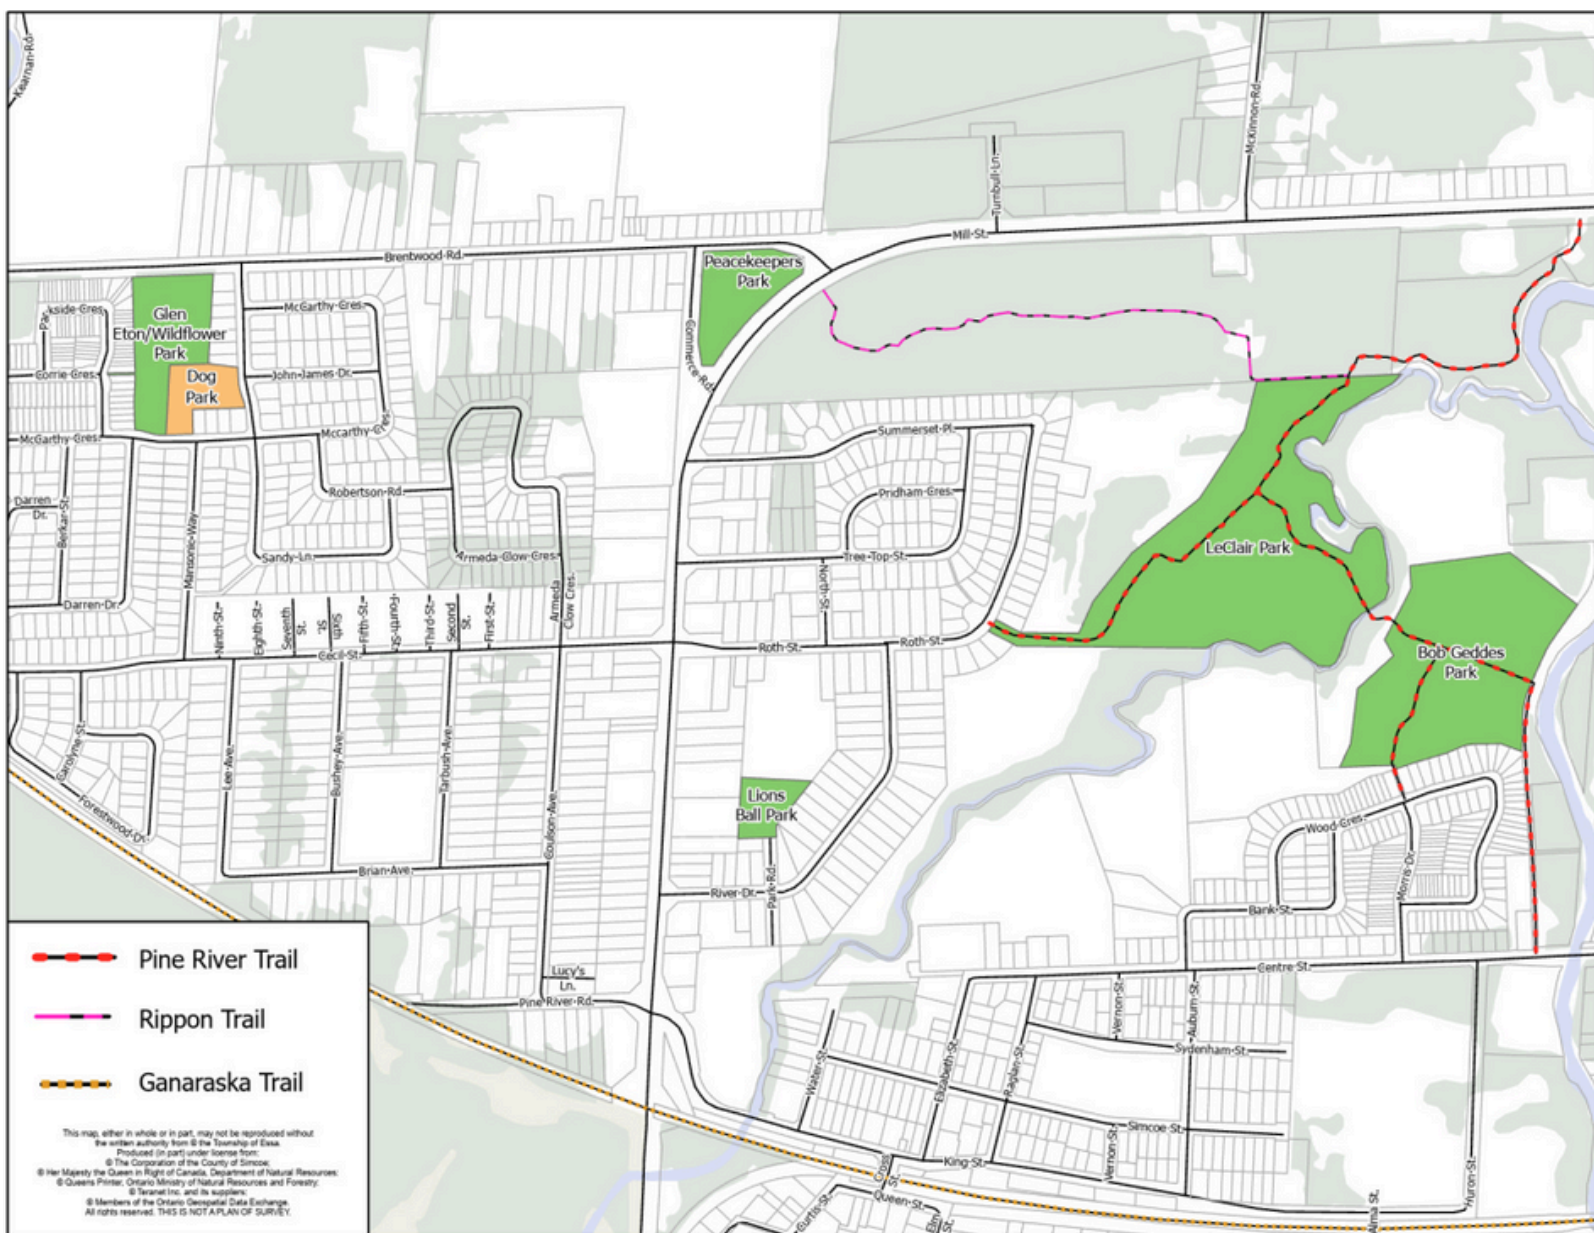 Kearnan Rd.
McKinnon Rd.
Turnbull Ln.
Mill St.
Brentwood Rd.
Peacekeepers
Park
Commerce Rd.
Parkside Cres.
Glen
Eton/Wildflower
Park
McCarthy Cres.
Corrie Cres.
Dog
Park
John James Dr.
McCarthy Cres.
Mccarthy Cres.
Summerset Pl.
Darren
Dr.
Berkar St.
Mansonic Way
Robertson Rd.
Pridham Cres.
Sandy Ln.
Armeda Clow Cres.
Tree Top St.
LeClair Park
Darren Dr.
Ninth St.
Eighth St.
Seventh
St.
Sixth
St.
Fifth St.
Fourth St.
Third St.
Second
St.
First St.
Armeda
Clow Cres.
North St.
Cecil St.
Roth St.
Roth St.
Bob Geddes
Park
Carolyne St.
Forestwood Dr.
Lee Ave.
Bushey Ave.
Tarbush Ave.
Coulson Ave.
Brian Ave.
Lions
Ball Park
River Dr.
Park Rd.
Wood Cres.
Morris Dr.
Bank St.
Centre St.
Lucy's
Ln.
Pine River Rd.
Water St.
Elizabeth St.
Raglan St.
Vernon St.
Auburn St.
Sydenham St.
Simcoe St.
Vernon St.
King St.
Cross
St.
Queen St.
Curtis St.
Elm
St.
Alma St.
Huron St.
Pine River Trail
Rippon Trail
Ganaraska Trail
This map, either in whole or in part, may not be reproduced without
the written authority from © the Township of Essa.
Produced (in part) under license from:
© The Corporation of the County of Simcoe;
© Her Majesty the Queen in Right of Canada, Department of Natural Resources:
© Queens Printer, Ontario Ministry of Natural Resources and Forestry:
© Teranet Inc. and its suppliers:
© Members of the Ontario Geospatial Data Exchange.
All rights reserved. THIS IS NOT A PLAN OF SURVEY.